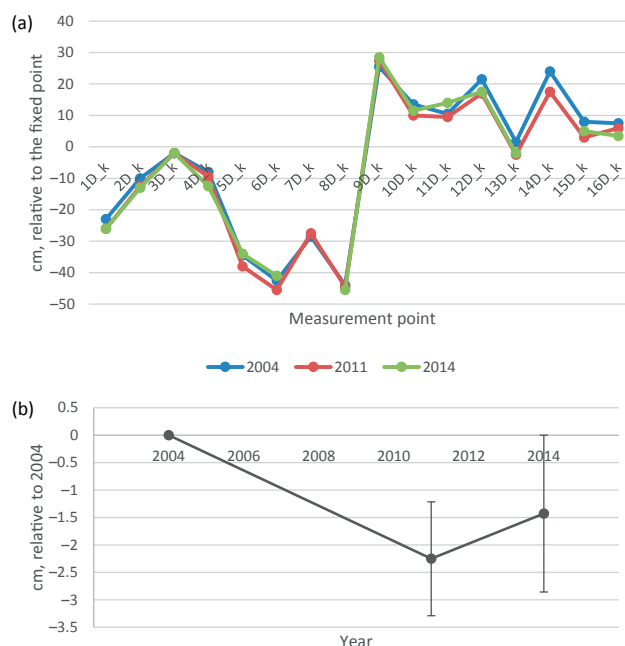 (a)
40
30
20
10
0
−10
−20
−30
−40
−50
cm, relative to the fixed point
1D_k 2D_k 3D_k 4D_k 5D_k 6D_k 7D_k 8D_k 9D_k 10D_k 11D_k 12D_k 13D_k 14D_k 15D_k 16D_k
Measurement point
2004 2011 2014
(b)
0.5
0
−0.5
−1
−1.5
−2
−2.5
−3
−3.5
cm, relative to 2004
2004 2006 2008 2010 2012 2014
Year